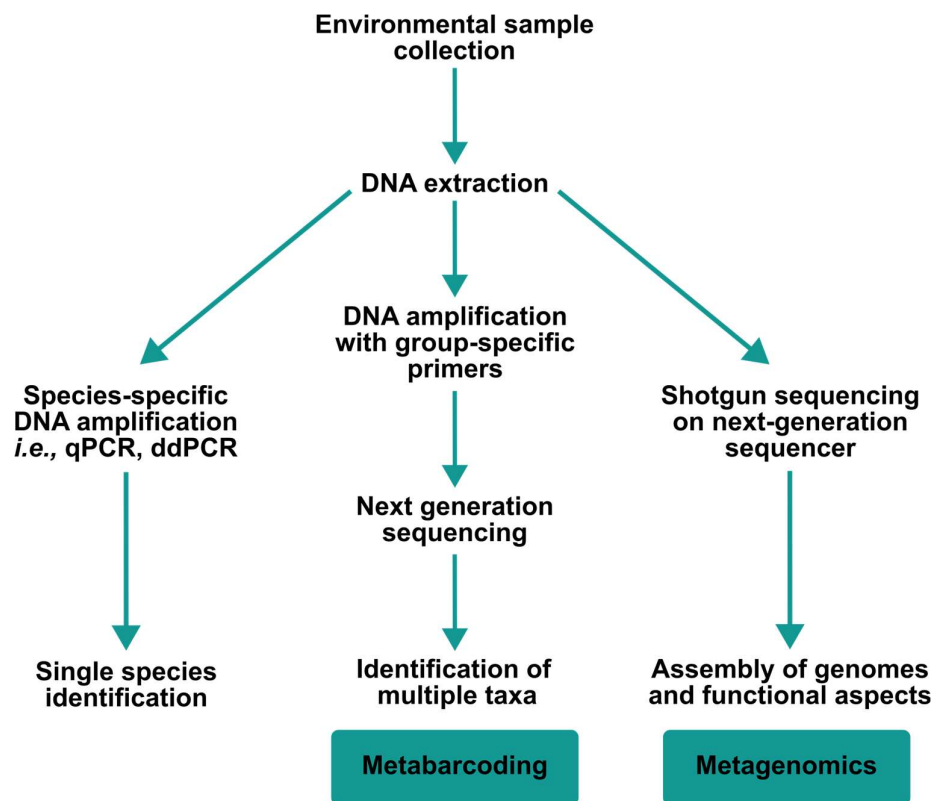 Environmental sample
collection
DNA extraction
DNA amplification
with group-specific
primers
Species-specific
DNA amplification
i.e., qPCR, ddPCR
Shotgun sequencing
on next-generation
sequencer
Next generation
sequencing
Single species
identification
Identification of
multiple taxa
Assembly of genomes
and functional aspects
Metabarcoding
Metagenomics